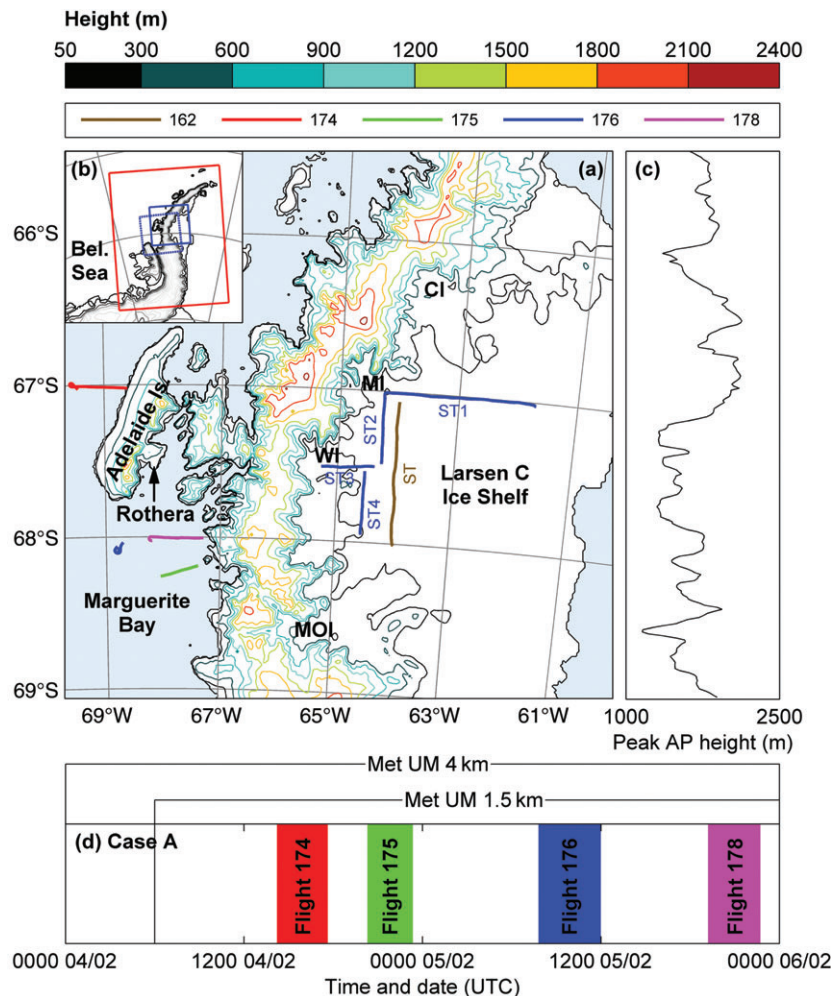 Height (m)
50 300 600 900 1200 1500 1800 2100 2400
162 174 175 176 178
(b) (a) (c)
Bel.
Sea
66°S
CI
67°S
MI
ST1
Adelaide Is.
ST2
WI
ST3
ST
Larsen C
Ice Shelf
Rothera
ST4
68°S
Marguerite
Bay
MOI
69°S
69°W 67°W 65°W 63°W 61°W 1000 2500
Peak AP height (m)
Met UM 4 km
Met UM 1.5 km
(d) Case A
Flight 174
Flight 175
Flight 176
Flight 178
0000 04/02 1200 04/02 0000 05/02 1200 05/02 0000 06/02
Time and date (UTC)